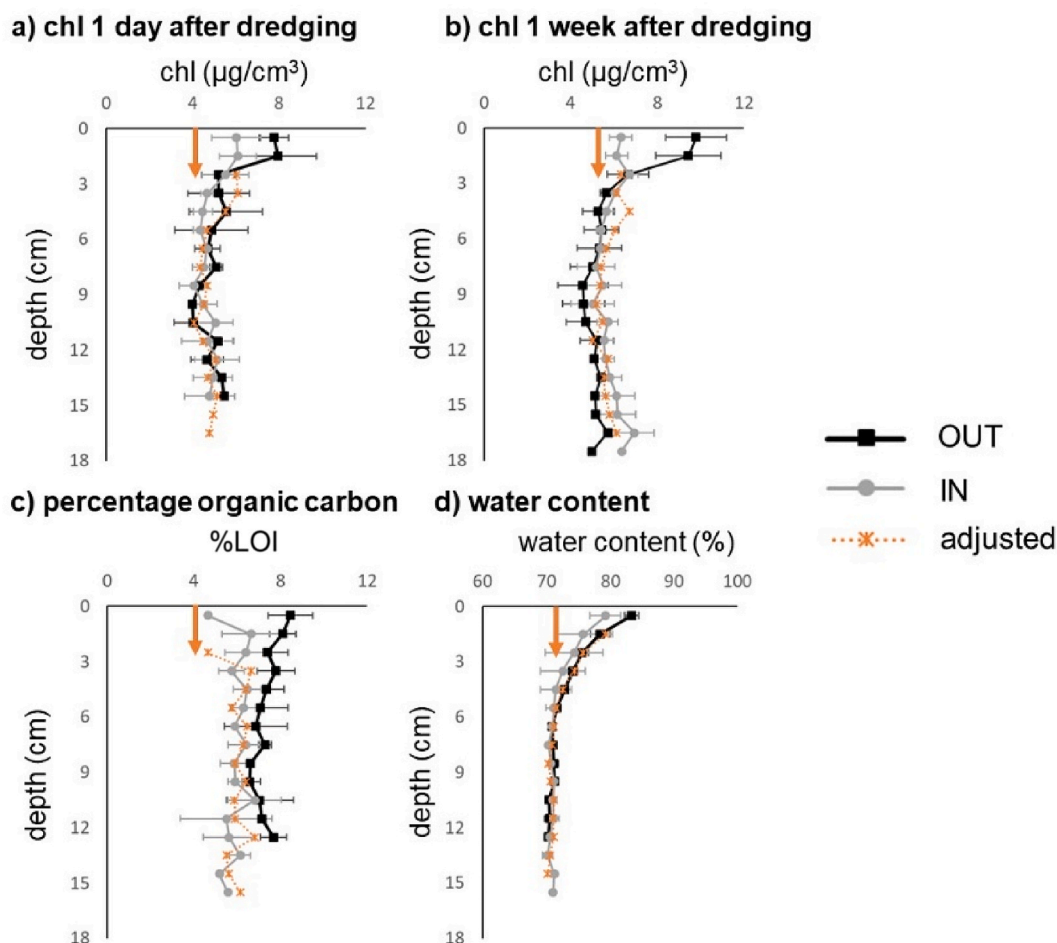 a) chl 1 day after dredging
chl (µg/cm³)
0 4 8 12
0
3
6
9
12
15
18
depth (cm)
b) chl 1 week after dredging
chl (µg/cm³)
0 4 8 12
0
3
6
9
12
15
18
depth (cm)
OUT
IN
adjusted
c) percentage organic carbon
%LOI
0 4 8 12
0
3
6
9
12
15
18
depth (cm)
d) water content
water content (%)
60 70 80 90 100
0
3
6
9
12
15
18
depth (cm)